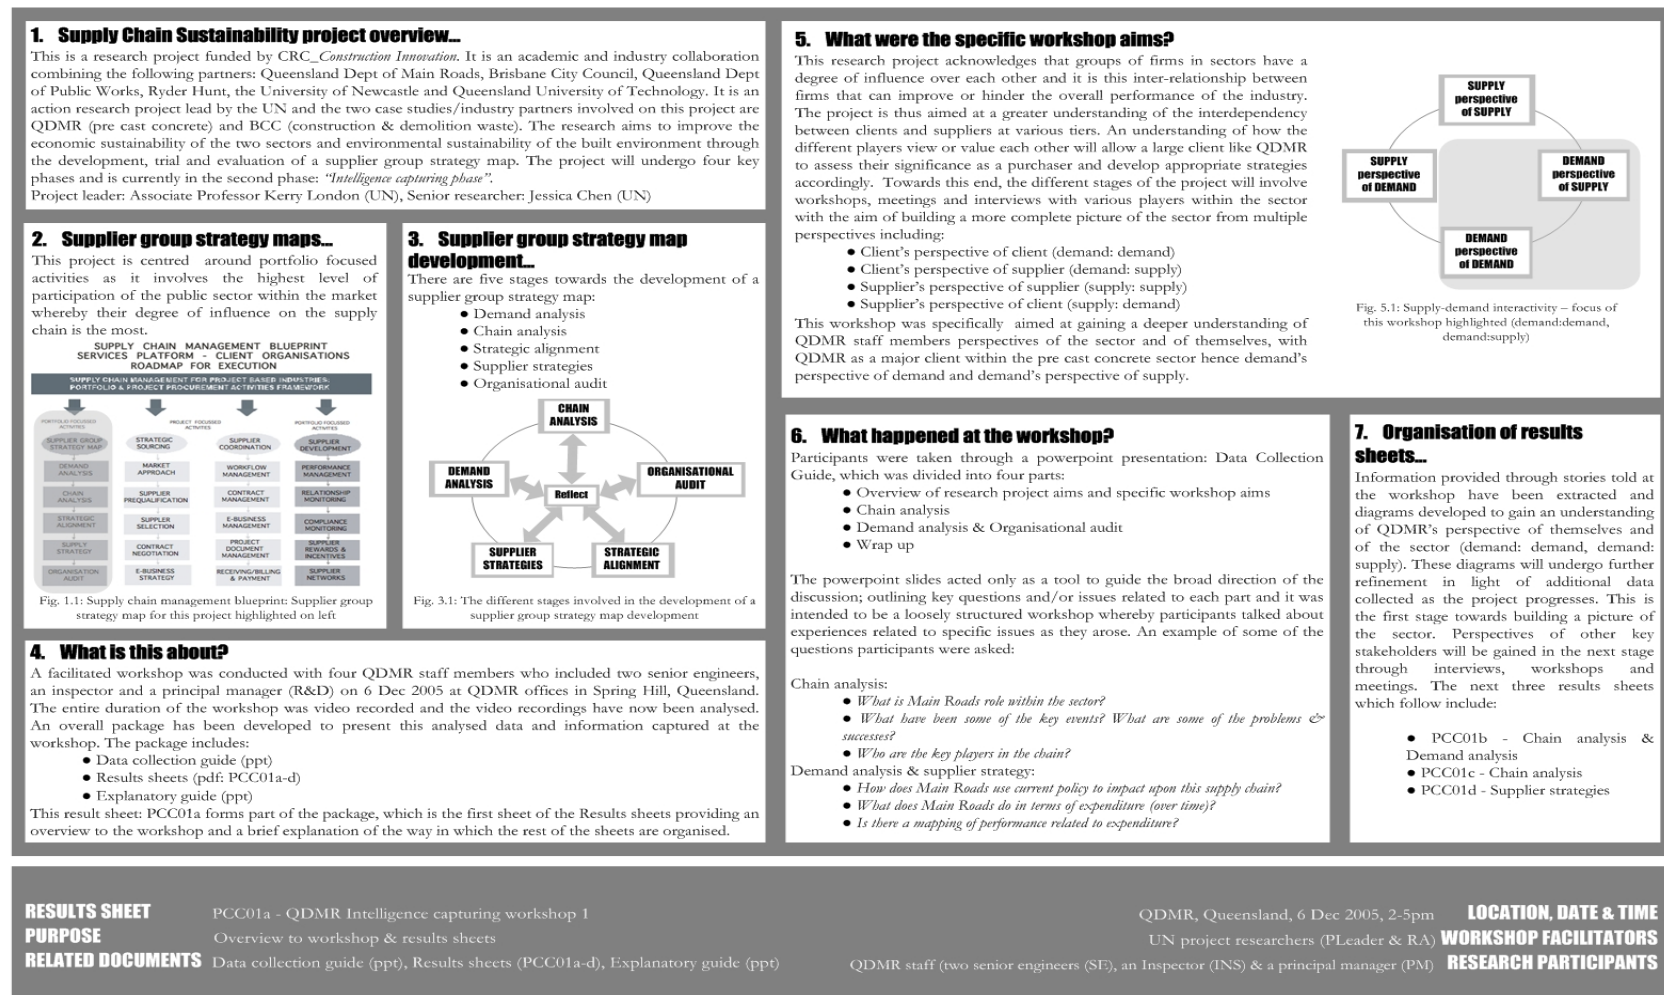 1. Supply Chain Sustainability project overview...
This is a research project funded by CRC_Construction Innovation. It is an academic and industry collaboration
combining the following partners: Queensland Dept of Main Roads, Brisbane City Council, Queensland Dept
of Public Works, Ryder Hunt, the University of Newcastle and Queensland University of Technology. It is an
action research project lead by the UN and the two case studies/industry partners involved on this project are
QDMR (pre cast concrete) and BCC (construction & demolition waste). The research aims to improve the
economic sustainability of the two sectors and environmental sustainability of the built environment through
the development, trial and evaluation of a supplier group strategy map. The project will undergo four key
phases and is currently in the second phase: “Intelligence capturing phase”.
Project leader: Associate Professor Kerry London (UN), Senior researcher: Jessica Chen (UN)
2. Supplier group strategy maps...
This project is centred around portfolio focused
activities as it involves the highest level of
participation of the public sector within the market
whereby their degree of influence on the supply
chain is the most.
SUPPLY CHAIN MANAGEMENT BLUEPRINT
SERVICES PLATFORM - CLIENT ORGANISATIONS
ROADMAP FOR EXECUTION
SUPPLY CHAIN MANAGEMENT FOR PROJECT BASED INDUSTRIES:
PORTFOLIO & PROJECT PROCUREMENT ACTIVITIES FRAMEWORK
PORTFOLIO FOCUSSED
ACTIVITIES
PROJECT FOCUSSED
ACTIVITIES
PORTFOLIO FOCUSSED
ACTIVITIES
SUPPLIER GROUP
STRATEGY MAP
DEMAND
ANALYSIS
CHAIN
ANALYSIS
STRATEGIC
ALIGNMENT
SUPPLY
STRATEGY
ORGANISATION
AUDIT
STRATEGIC
SOURCING
MARKET
APPROACH
SUPPLIER
PREQUALIFICATION
SUPPLER
SELECTION
CONTRACT
NEGOTIATION
E-BUSINESS
STRATEGY
SUPPLIER
COORDINATION
WORKFLOW
MANAGEMENT
CONTRACT
MANAGEMENT
E-BUSINESS
MANAGEMENT
PROJECT
DOCUMENT
MANAGEMENT
RECEIVING/BILLING
& PAYMENT
SUPPLIER
DEVELOPMENT
PERFORMANCE
MANAGEMENT
RELATIONSHIP
MONITORING
COMPLIANCE
MONITORING
SUPPLIER
REWARDS &
INCENTIVES
SUPPLIER
NETWORKS
Fig. 1.1: Supply chain management blueprint: Supplier group
strategy map for this project highlighted on left
3. Supplier group strategy map
development...
There are five stages towards the development of a
supplier group strategy map:
● Demand analysis
● Chain analysis
● Strategic alignment
● Supplier strategies
● Organisational audit
CHAIN
ANALYSIS
DEMAND
ANALYSIS
ORGANISATIONAL
AUDIT
Reflect
SUPPLIER
STRATEGIES
STRATEGIC
ALIGNMENT
Fig. 3.1: The different stages involved in the development of a
supplier group strategy map development
4. What is this about?
A facilitated workshop was conducted with four QDMR staff members who included two senior engineers,
an inspector and a principal manager (R&D) on 6 Dec 2005 at QDMR offices in Spring Hill, Queensland.
The entire duration of the workshop was video recorded and the video recordings have now been analysed.
An overall package has been developed to present this analysed data and information captured at the
workshop. The package includes:
● Data collection guide (ppt)
● Results sheets (pdf: PCC01a-d)
● Explanatory guide (ppt)
This result sheet: PCC01a forms part of the package, which is the first sheet of the Results sheets providing an
overview to the workshop and a brief explanation of the way in which the rest of the sheets are organised.
5. What were the specific workshop aims?
This research project acknowledges that groups of firms in sectors have a
degree of influence over each other and it is this inter-relationship between
firms that can improve or hinder the overall performance of the industry.
The project is thus aimed at a greater understanding of the interdependency
between clients and suppliers at various tiers. An understanding of how the
different players view or value each other will allow a large client like QDMR
to assess their significance as a purchaser and develop appropriate strategies
accordingly. Towards this end, the different stages of the project will involve
workshops, meetings and interviews with various players within the sector
with the aim of building a more complete picture of the sector from multiple
perspectives including:
● Client’s perspective of client (demand: demand)
● Client’s perspective of supplier (demand: supply)
● Supplier’s perspective of supplier (supply: supply)
● Supplier’s perspective of client (supply: demand)
This workshop was specifically aimed at gaining a deeper understanding of
QDMR staff members perspectives of the sector and of themselves, with
QDMR as a major client within the pre cast concrete sector hence demand’s
perspective of demand and demand’s perspective of supply.
SUPPLY
perspective
of SUPPLY
SUPPLY
perspective
of DEMAND
DEMAND
perspective
of SUPPLY
DEMAND
perspective
of DEMAND
Fig. 5.1: Supply-demand interactivity – focus of
this workshop highlighted (demand:demand,
demand:supply)
6. What happened at the workshop?
Participants were taken through a powerpoint presentation: Data Collection
Guide, which was divided into four parts:
● Overview of research project aims and specific workshop aims
● Chain analysis
● Demand analysis & Organisational audit
● Wrap up
The powerpoint slides acted only as a tool to guide the broad direction of the
discussion; outlining key questions and/or issues related to each part and it was
intended to be a loosely structured workshop whereby participants talked about
experiences related to specific issues as they arose. An example of some of the
questions participants were asked:
Chain analysis:
● What is Main Roads role within the sector?
● What have been some of the key events? What are some of the problems &
successes?
● Who are the key players in the chain?
Demand analysis & supplier strategy:
● How does Main Roads use current policy to impact upon this supply chain?
● What does Main Roads do in terms of expenditure (over time)?
● Is there a mapping of performance related to expenditure?
7. Organisation of results
sheets...
Information provided through stories told at
the workshop have been extracted and
diagrams developed to gain an understanding
of QDMR’s perspective of themselves and
of the sector (demand: demand, demand:
supply). These diagrams will undergo further
refinement in light of additional data
collected as the project progresses. This is
the first stage towards building a picture of
the sector. Perspectives of other key
stakeholders will be gained in the next stage
through interviews, workshops and
meetings. The next three results sheets
which follow include:
● PCC01b - Chain analysis &
Demand analysis
● PCC01c - Chain analysis
● PCC01d - Supplier strategies
RESULTS SHEET PCC01a - QDMR Intelligence capturing workshop 1
PURPOSE Overview to workshop & results sheets
RELATED DOCUMENTS Data collection guide (ppt), Results sheets (PCC01a-d), Explanatory guide (ppt)
QDMR, Queensland, 6 Dec 2005, 2-5pm LOCATION, DATE & TIME
UN project researchers (PLeader & RA) WORKSHOP FACILITATORS
QDMR staff (two senior engineers (SE), an Inspector (INS) & a principal manager (PM) RESEARCH PARTICIPANTS